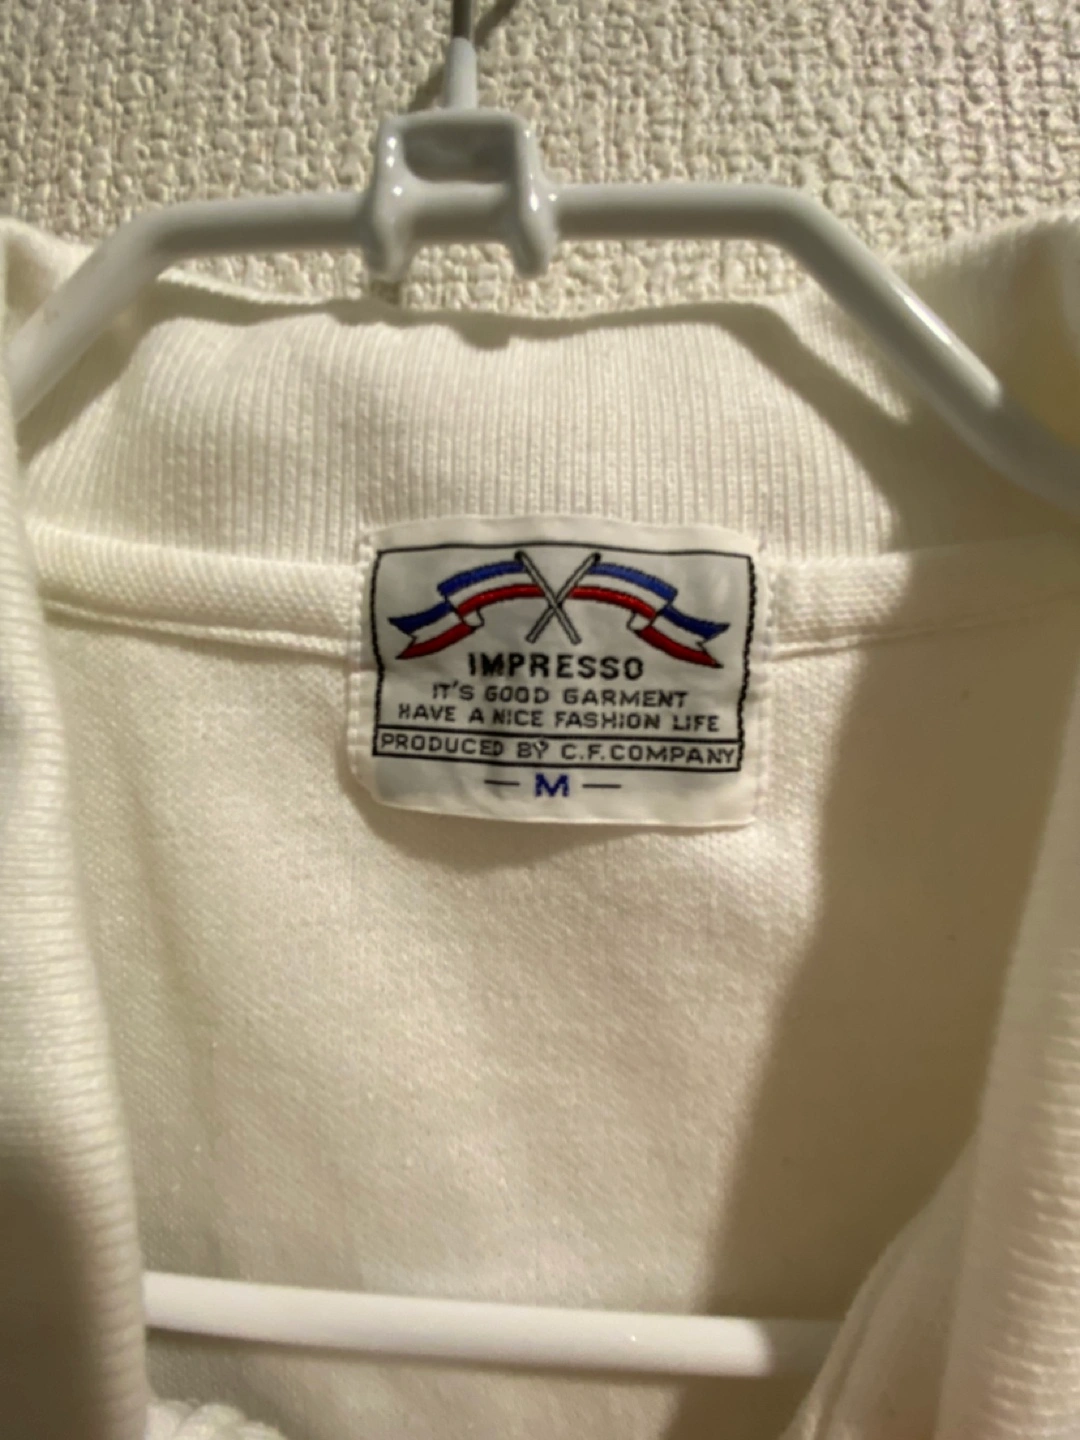 IMPRESSO
IT'S GOOD GARMENT
HAVE A NICE FASHION LIFE
PRODUCED BY C.F.COMPANY
— M —